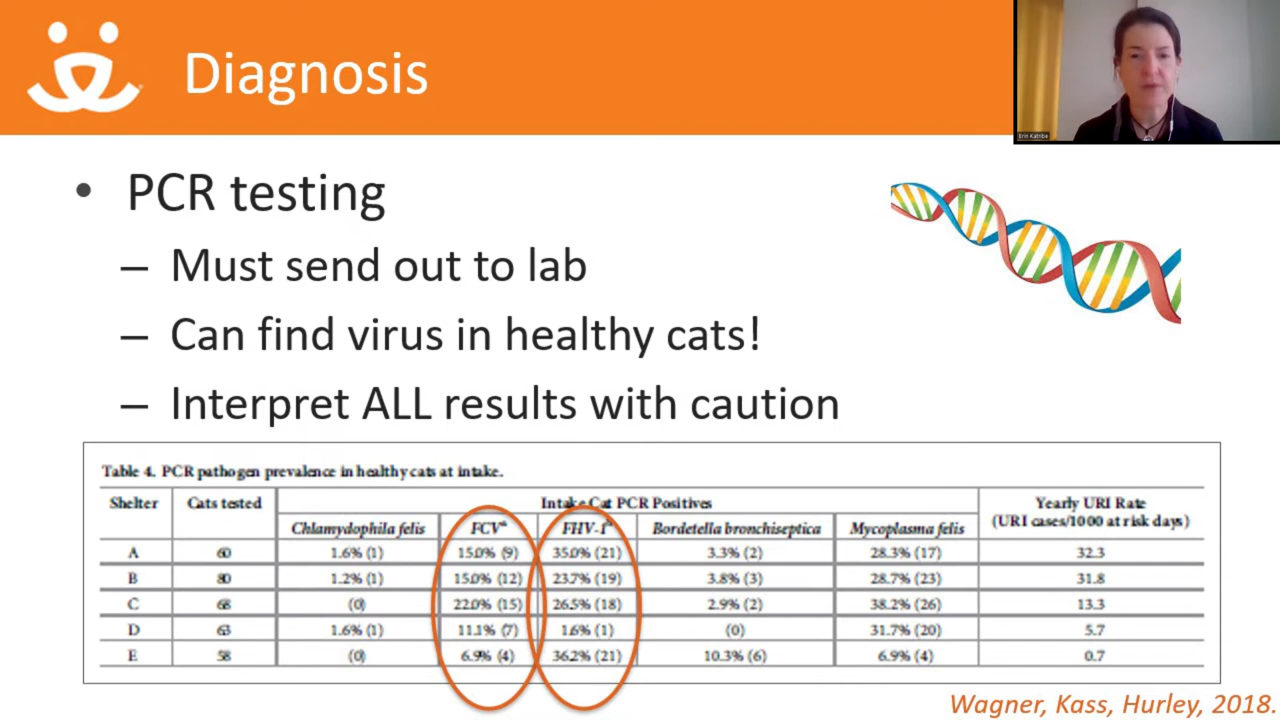 Diagnosis
Erin Katribe
• PCR testing
– Must send out to lab
– Can find virus in healthy cats!
– Interpret ALL results with caution
Table 4. PCR pathogen prevalence in healthy cats at intake.
Shelter Cats tested Intake Cat PCR Positives Yearly URI Rate
(URI cases/1000 at risk days)
Chlamydophila felis FCVᵃ FHV-1ᵇ Bordetella bronchiseptica Mycoplasma felis
A 60 1.6% (1) 15.0% (9) 35.0% (21) 3.3% (2) 28.3% (17) 32.3
B 80 1.2% (1) 15.0% (12) 23.7% (19) 3.8% (3) 28.7% (23) 31.8
C 68 (0) 22.0% (15) 26.5% (18) 2.9% (2) 38.2% (26) 13.3
D 63 1.6% (1) 11.1% (7) 1.6% (1) (0) 31.7% (20) 5.7
E 58 (0) 6.9% (4) 36.2% (21) 10.3% (6) 6.9% (4) 0.7
Wagner, Kass, Hurley, 2018.